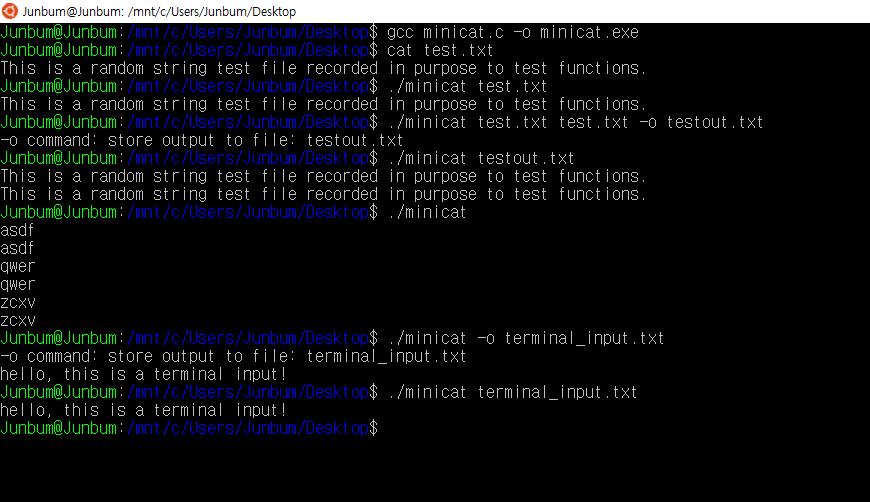 Junbum@Junbum: /mnt/c/Users/Junbum/Desktop
Junbum@Junbum:/mnt/c/Users/Junbum/Desktop$ gcc minicat.c -o minicat.exe
Junbum@Junbum:/mnt/c/Users/Junbum/Desktop$ cat test.txt
This is a random string test file recorded in purpose to test functions.
Junbum@Junbum:/mnt/c/Users/Junbum/Desktop$ ./minicat test.txt
This is a random string test file recorded in purpose to test functions.
Junbum@Junbum:/mnt/c/Users/Junbum/Desktop$ ./minicat test.txt test.txt -o testout.txt
-o command: store output to file: testout.txt
Junbum@Junbum:/mnt/c/Users/Junbum/Desktop$ ./minicat testout.txt
This is a random string test file recorded in purpose to test functions.
This is a random string test file recorded in purpose to test functions.
Junbum@Junbum:/mnt/c/Users/Junbum/Desktop$ ./minicat
asdf
asdf
qwer
qwer
zcxv
zcxv
Junbum@Junbum:/mnt/c/Users/Junbum/Desktop$ ./minicat -o terminal_input.txt
-o command: store output to file: terminal_input.txt
hello, this is a terminal input!
Junbum@Junbum:/mnt/c/Users/Junbum/Desktop$ ./minicat terminal_input.txt
hello, this is a terminal input!
Junbum@Junbum:/mnt/c/Users/Junbum/Desktop$